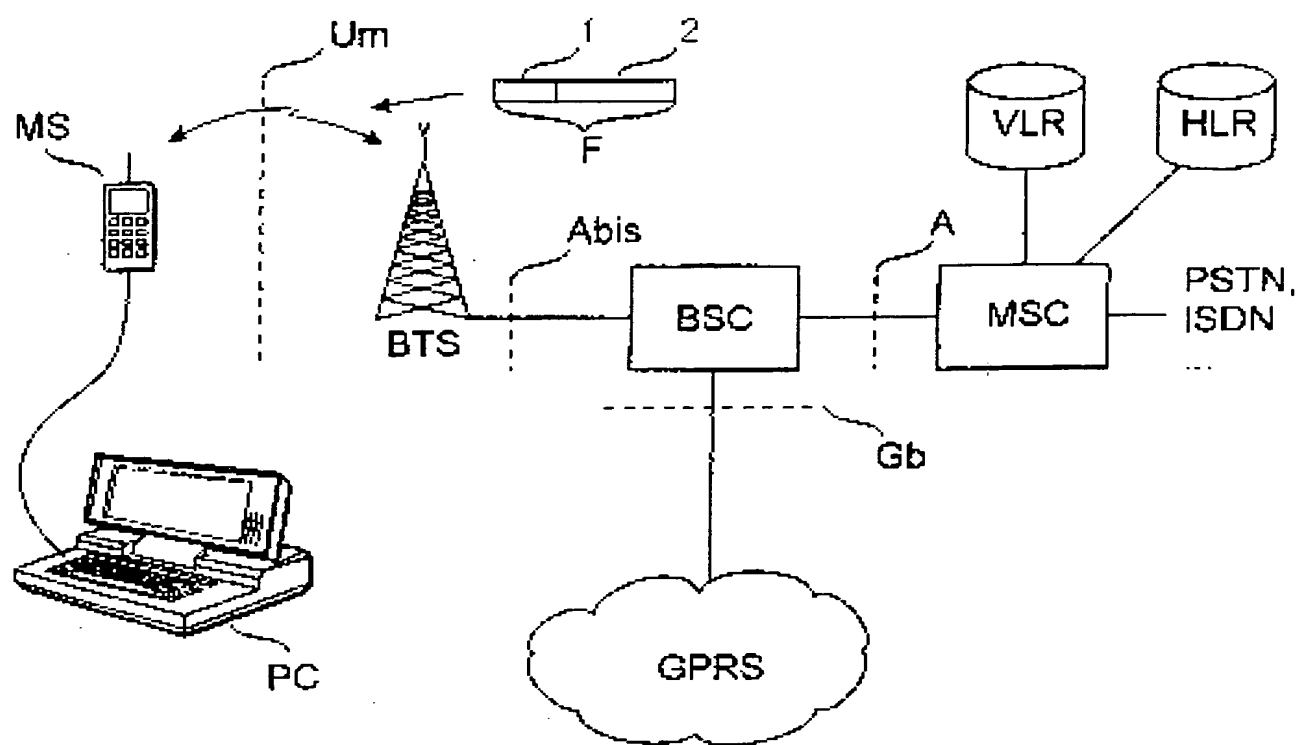 Um
1
2
MS
F
VLR
HLR
Abis
A
BTS
BSC
MSC
PSTN,
ISDN
...
Gb
PC
GPRS